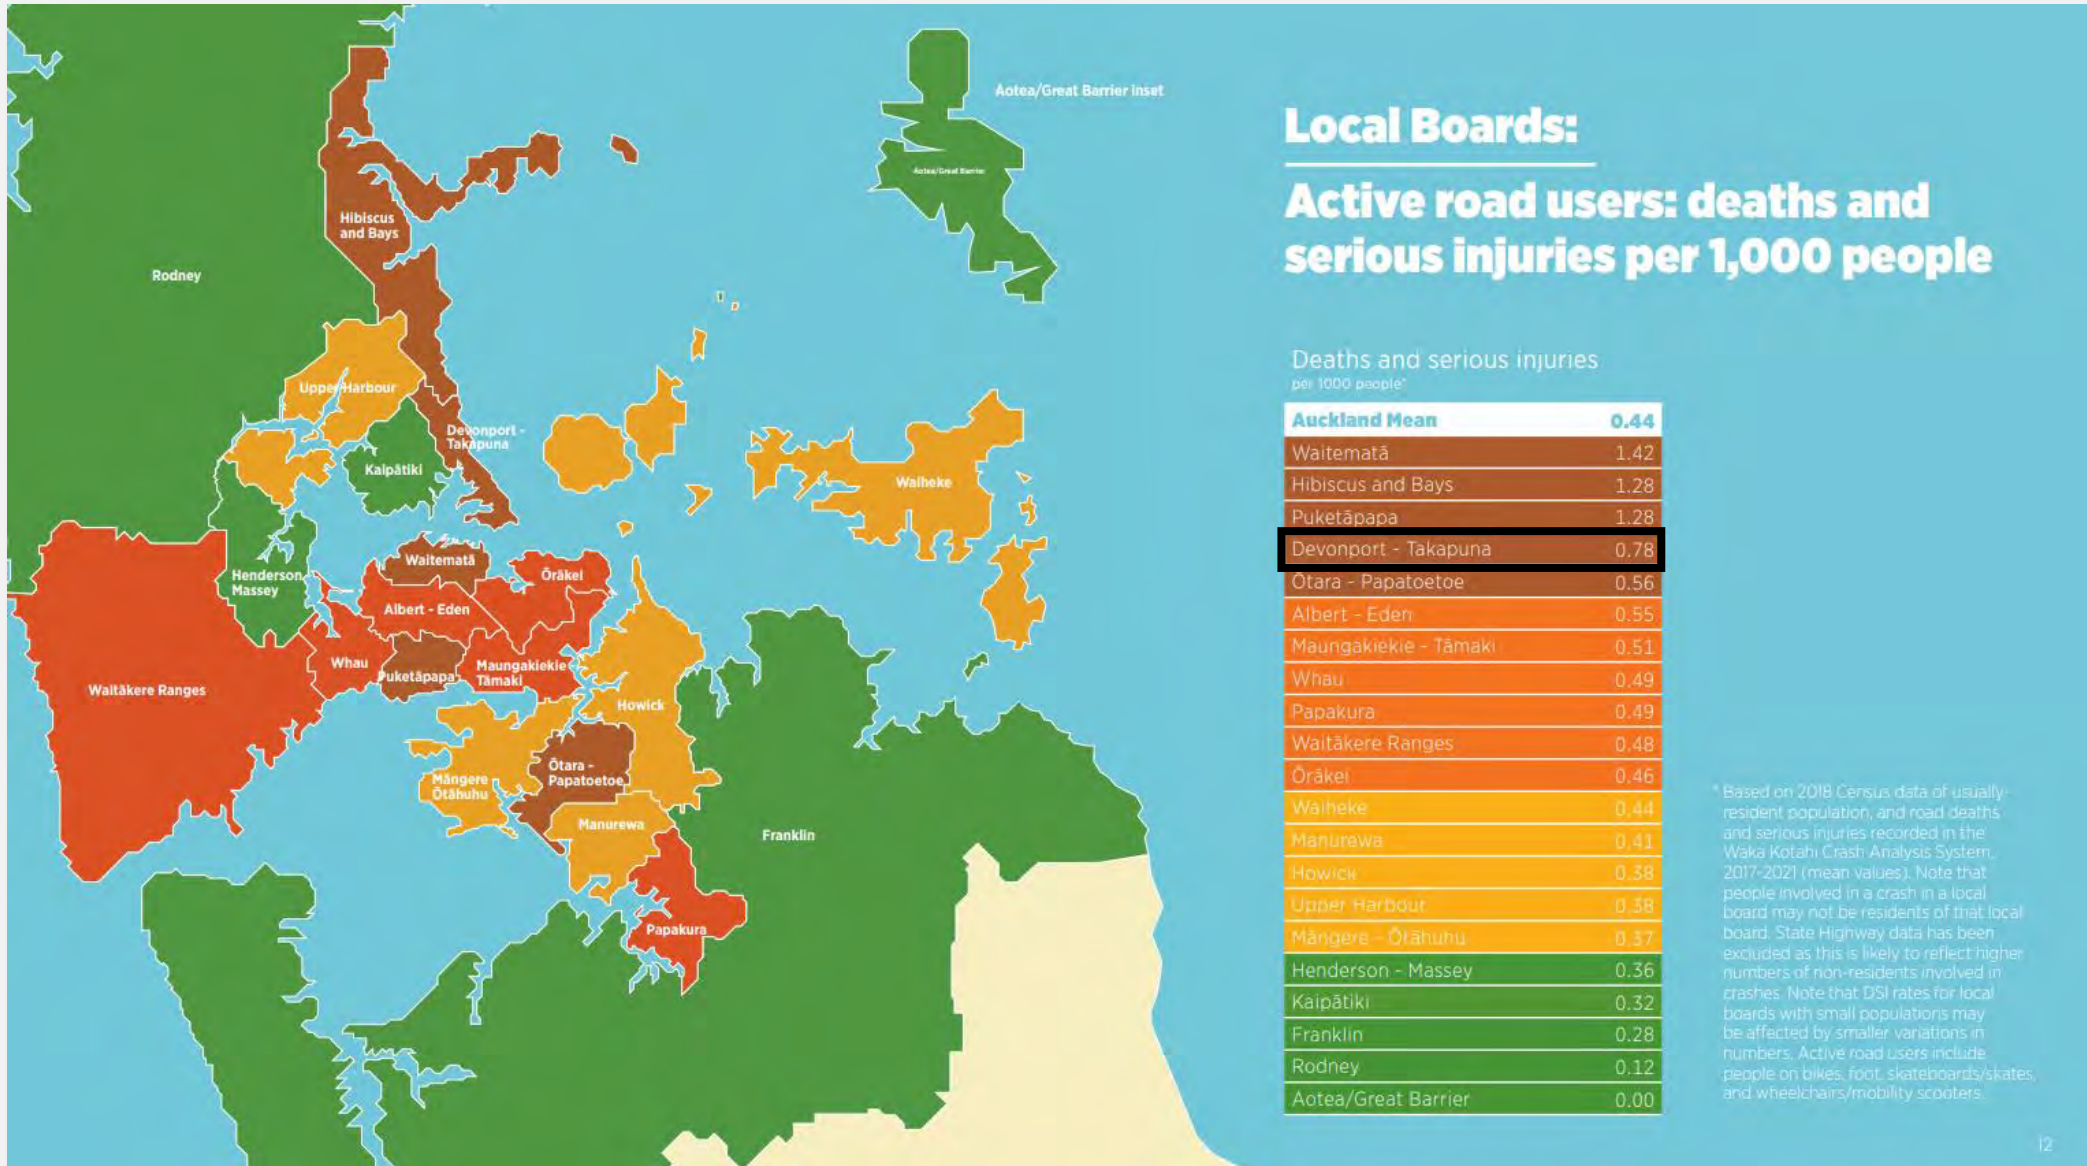 Aotea/Great Barrier inset
Aotea/Great Barrier
Hibiscus
and Bays
Rodney
Upper Harbour
Devonport -
Takapuna
Kaipātiki
Waiheke
Waitematā
Ōrākei
Henderson
Massey
Albert - Eden
Whau
Puketāpapa
Maungakiekie
Tāmaki
Waitākere Ranges
Howick
Ōtara -
Papatoetoe
Māngere
Ōtāhuhu
Manurewa
Franklin
Papakura
Local Boards:
Active road users: deaths and
serious injuries per 1,000 people
Deaths and serious injuries
per 1000 people*
Auckland Mean 0.44
Waitematā 1.42
Hibiscus and Bays 1.28
Puketāpapa 1.28
Devonport - Takapuna 0.78
Ōtara - Papatoetoe 0.56
Albert - Eden 0.55
Maungakiekie - Tāmaki 0.51
Whau 0.49
Papakura 0.49
Waitākere Ranges 0.48
Ōrākei 0.46
Waiheke 0.44
Manurewa 0.41
Howick 0.38
Upper Harbour 0.38
Māngere - Ōtāhuhu 0.37
Henderson - Massey 0.36
Kaipātiki 0.32
Franklin 0.28
Rodney 0.12
Aotea/Great Barrier 0.00
* Based on 2018 Census data of usually-
resident population, and road deaths
and serious injuries recorded in the
Waka Kotahi Crash Analysis System,
2017-2021 (mean values). Note that
people involved in a crash in a local
board may not be residents of that local
board. State Highway data has been
excluded as this is likely to reflect higher
numbers of non-residents involved in
crashes. Note that DSI rates for local
boards with small populations may
be affected by smaller variations in
numbers. Active road users include
people on bikes, foot, skateboards/skates,
and wheelchairs/mobility scooters.
12